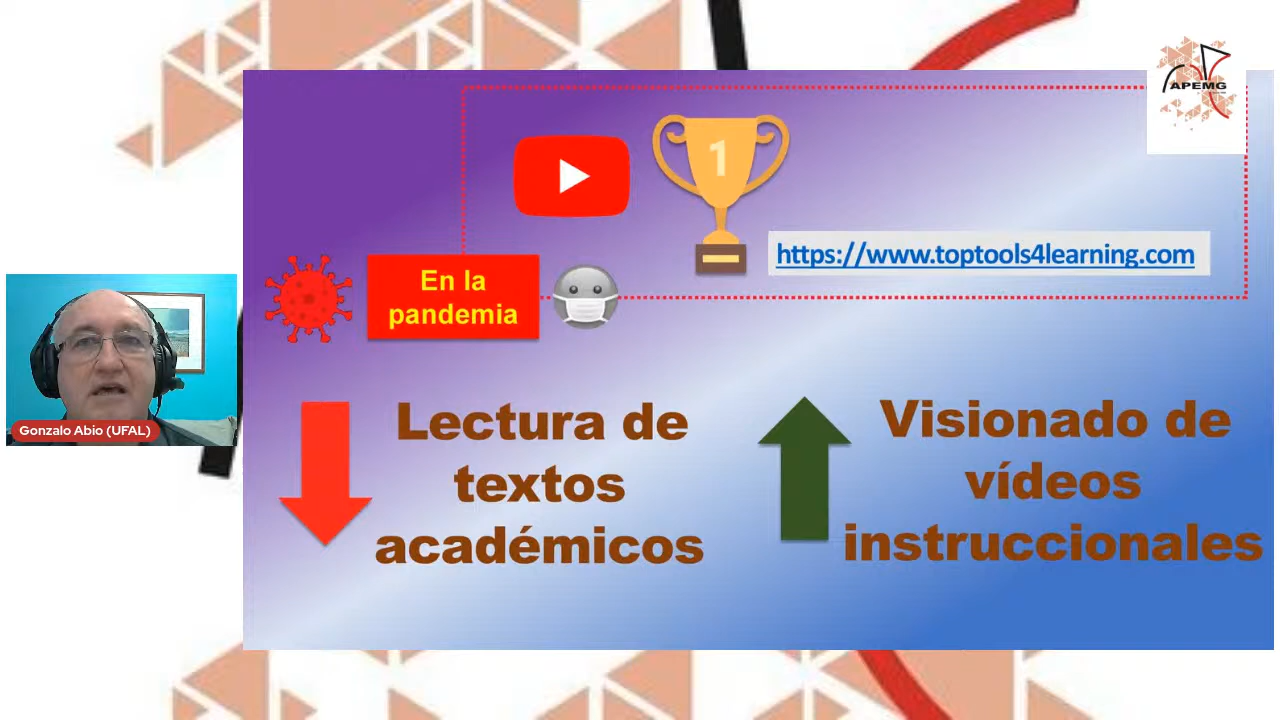 APEMG
1
https://www.toptools4learning.com
En la
pandemia
Gonzalo Abio (UFAL)
Lectura de
textos
académicos
Visionado de
vídeos
instruccionales